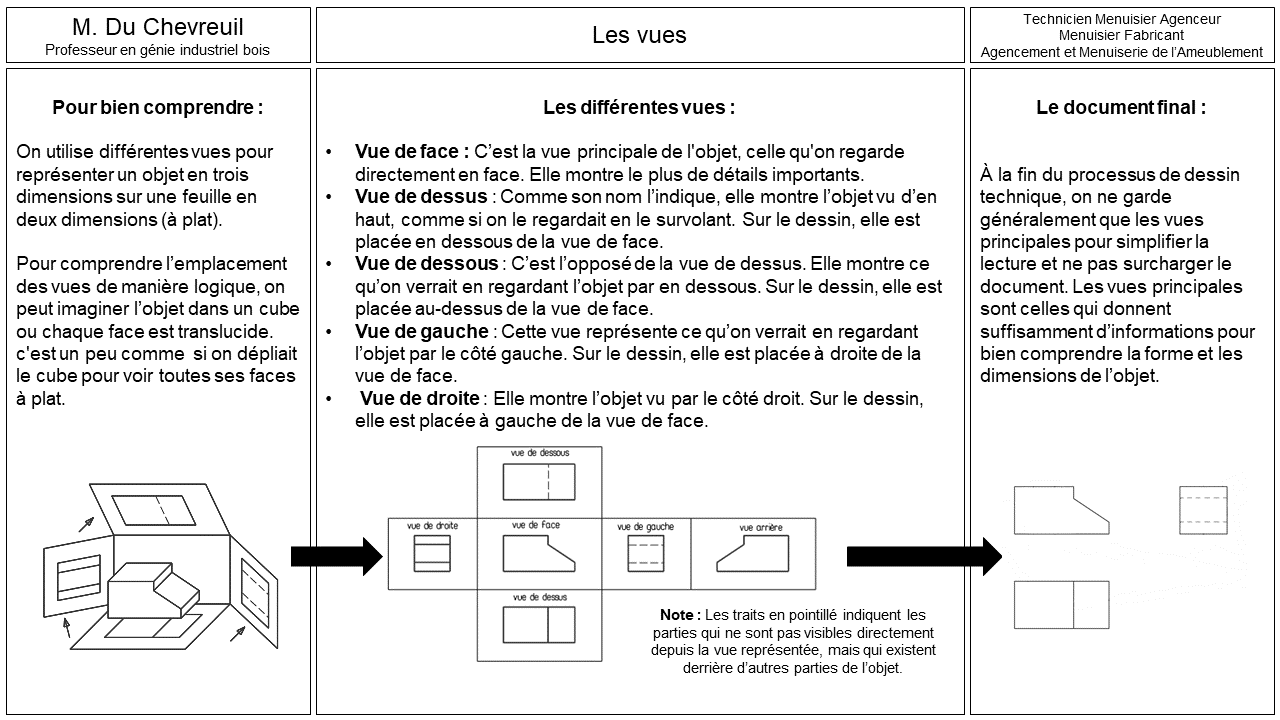 M. Du Chevreuil
Professeur en génie industriel bois
Les vues
Technicien Menuisier Agenceur
Menuisier Fabricant
Agencement et Menuiserie de l'Ameublement
Pour bien comprendre :
On utilise différentes vues pour
représenter un objet en trois
dimensions sur une feuille en
deux dimensions (à plat).
Pour comprendre l'emplacement
des vues de manière logique, on
peut imaginer l'objet dans un cube
ou chaque face est translucide.
c'est un peu comme si on dépliait
le cube pour voir toutes ses faces
à plat.
Les différentes vues :
• Vue de face : C'est la vue principale de l'objet, celle qu'on regarde
directement en face. Elle montre le plus de détails importants.
• Vue de dessus : Comme son nom l'indique, elle montre l'objet vu d'en
haut, comme si on le regardait en le survolant. Sur le dessin, elle est
placée en dessous de la vue de face.
• Vue de dessous : C'est l'opposé de la vue de dessus. Elle montre ce
qu'on verrait en regardant l'objet par en dessous. Sur le dessin, elle est
placée au-dessus de la vue de face.
• Vue de gauche : Cette vue représente ce qu'on verrait en regardant
l'objet par le côté gauche. Sur le dessin, elle est placée à droite de la
vue de face.
• Vue de droite : Elle montre l'objet vu par le côté droit. Sur le dessin,
elle est placée à gauche de la vue de face.
vue de dessous
vue de droite
vue de face
vue de gauche
vue arrière
vue de dessus
Note : Les traits en pointillé indiquent les
parties qui ne sont pas visibles directement
depuis la vue représentée, mais qui existent
derrière d'autres parties de l'objet.
Le document final :
À la fin du processus de dessin
technique, on ne garde
généralement que les vues
principales pour simplifier la
lecture et ne pas surcharger le
document. Les vues principales
sont celles qui donnent
suffisamment d'informations pour
bien comprendre la forme et les
dimensions de l'objet.